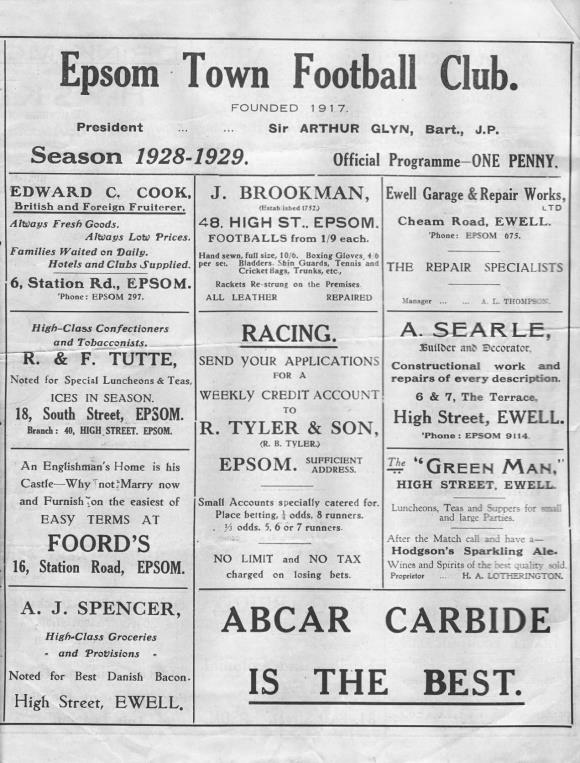 Epsom Town Football Club.
FOUNDED 1917.
President ... ... Sir ARTHUR GLYN, Bart., J.P.
Season 1928-1929. Official Programme—ONE PENNY.
EDWARD C. COOK,
British and Foreign Fruiterer.
Always Fresh Goods.
Always Low Prices.
Families Waited on Daily.
Hotels and Clubs Supplied.
6, Station Rd., EPSOM.
'Phone: EPSOM 297.
High-Class Confectioners
and Tobacconists.
R. & F. TUTTE,
Noted for Special Luncheons & Teas.
ICES IN SEASON.
18, South Street, EPSOM.
Branch: 40, HIGH STREET, EPSOM.
An Englishman's Home is his
Castle—Why not Marry now
and Furnish on the easiest of
EASY TERMS AT
FOORD'S
16, Station Road, EPSOM.
A. J. SPENCER,
High-Class Groceries
- and Provisions -
Noted for Best Danish Bacon.
High Street, EWELL.
J. BROOKMAN,
(Established 1752.)
48, HIGH ST., EPSOM.
FOOTBALLS from 1/9 each.
Hand sewn, full size, 10/6. Boxing Gloves, 4/6
per set. Bladders, Shin Guards, Tennis and
Cricket Bags, Trunks, etc.,
Rackets Re-strung on the Premises.
ALL LEATHER REPAIRED
RACING.
SEND YOUR APPLICATIONS
FOR A
WEEKLY CREDIT ACCOUNT
TO
R. TYLER & SON,
(R. B. TYLER.)
EPSOM. SUFFICIENT
ADDRESS.
Small Accounts specially catered for.
Place betting, ¼ odds, 8 runners.
. ⅓ odds, 5, 6 or 7 runners.
NO LIMIT and NO TAX
charged on losing bets.
Ewell Garage & Repair Works,
LTD
Cheam Road, EWELL.
'Phone: EPSOM 675.
THE REPAIR SPECIALISTS
Manager ... ... A. L. THOMPSON.
A. SEARLE,
Builder and Decorator.
Constructional work and
repairs of every description.
6 & 7, The Terrace,
High Street, EWELL.
'Phone: EPSOM 9114.
The "GREEN MAN,"
HIGH STREET, EWELL.
Luncheons, Teas and Suppers for small
and large Parties.
After the Match call and have a—
Hodgson's Sparkling Ale.
Wines and Spirits of the best quality sold.
Proprietor ... H. A. LOTHERINGTON.
ABCAR CARBIDE
IS THE BEST.